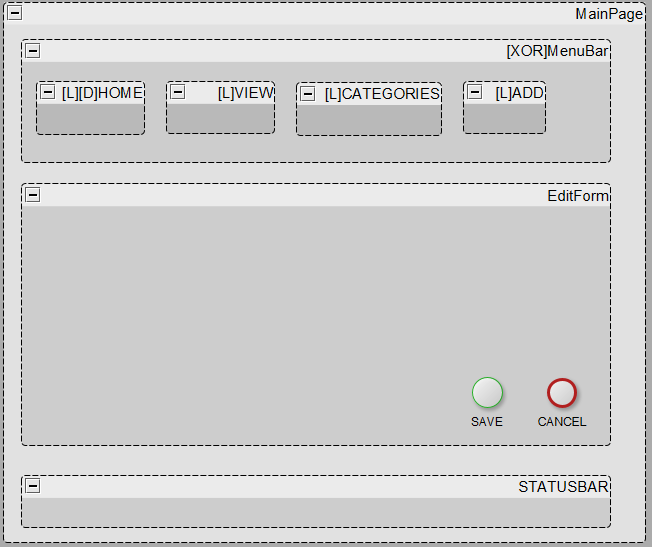 MainPage
[XOR]MenuBar
[L][D]HOME
[L]VIEW
[L]CATEGORIES
[L]ADD
EditForm
SAVE
CANCEL
STATUSBAR